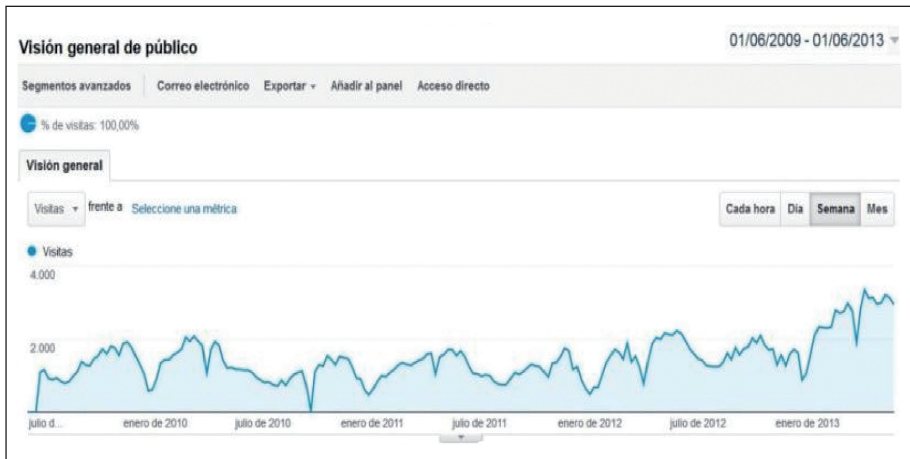 Visión general de público
01/06/2009 - 01/06/2013
Segmentos avanzados Correo electrónico Exportar Añadir al panel Acceso directo
% de visitas: 100,00%
Visión general
Visitas frente a Seleccione una métrica
Cada hora Día Semana Mes
Visitas
4.000
2.000
julio d... enero de 2010 julio de 2010 enero de 2011 julio de 2011 enero de 2012 julio de 2012 enero de 2013